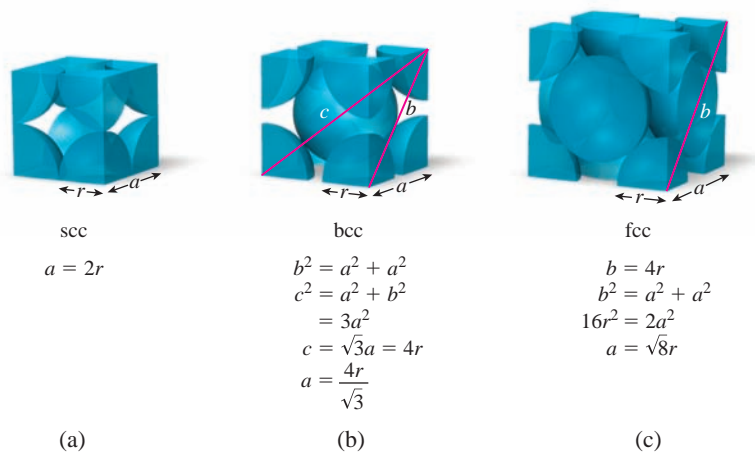 r a
scc
a = 2r
(a)
c b
r a
bcc
b² = a² + a²
c² = a² + b²
= 3a²
c = √3a = 4r
a = 4r/√3
(b)
b
r a
fcc
b = 4r
b² = a² + a²
16r² = 2a²
a = √8r
(c)